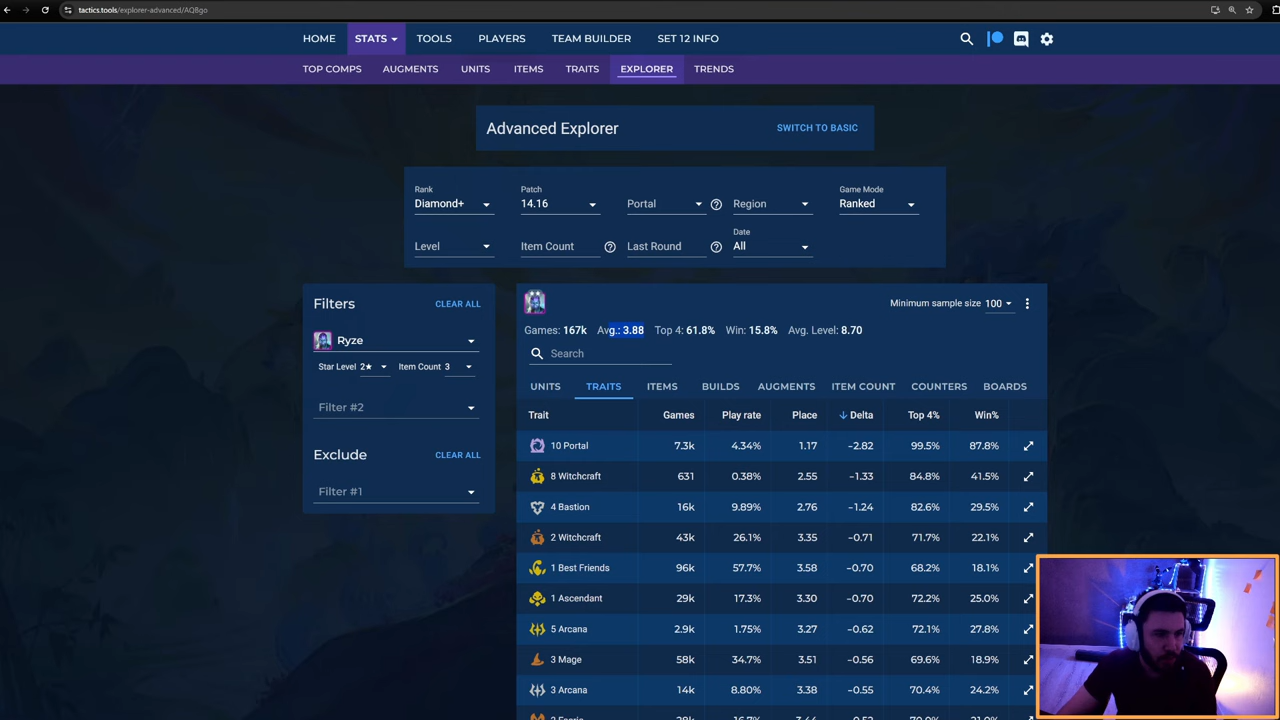 tactics.tools/explorer-advanced/AQBgo
HOME STATS TOOLS PLAYERS TEAM BUILDER SET 12 INFO
TOP COMPS AUGMENTS UNITS ITEMS TRAITS EXPLORER TRENDS
Advanced Explorer SWITCH TO BASIC
Rank Patch Game Mode
Diamond+ 14.16 Portal Region Ranked
Date
Level Item Count Last Round All
Filters CLEAR ALL
Ryze
Star Level 2★ Item Count 3
Filter #2
Exclude CLEAR ALL
Filter #1
Minimum sample size 100
Games: 167k Avg.: 3.88 Top 4: 61.8% Win: 15.8% Avg. Level: 8.70
Search
UNITS TRAITS ITEMS BUILDS AUGMENTS ITEM COUNT COUNTERS BOARDS
Trait Games Play rate Place Delta Top 4% Win%
10 Portal 7.3k 4.34% 1.17 −2.82 99.5% 87.8%
8 Witchcraft 631 0.38% 2.55 −1.33 84.8% 41.5%
4 Bastion 16k 9.89% 2.76 −1.24 82.6% 29.5%
2 Witchcraft 43k 26.1% 3.35 −0.71 71.7% 22.1%
1 Best Friends 96k 57.7% 3.58 −0.70 68.2% 18.1%
1 Ascendant 29k 17.3% 3.30 −0.70 72.2% 25.0%
5 Arcana 2.9k 1.75% 3.27 −0.62 72.1% 27.8%
3 Mage 58k 34.7% 3.51 −0.56 69.6% 18.9%
3 Arcana 14k 8.80% 3.38 −0.55 70.4% 24.2%